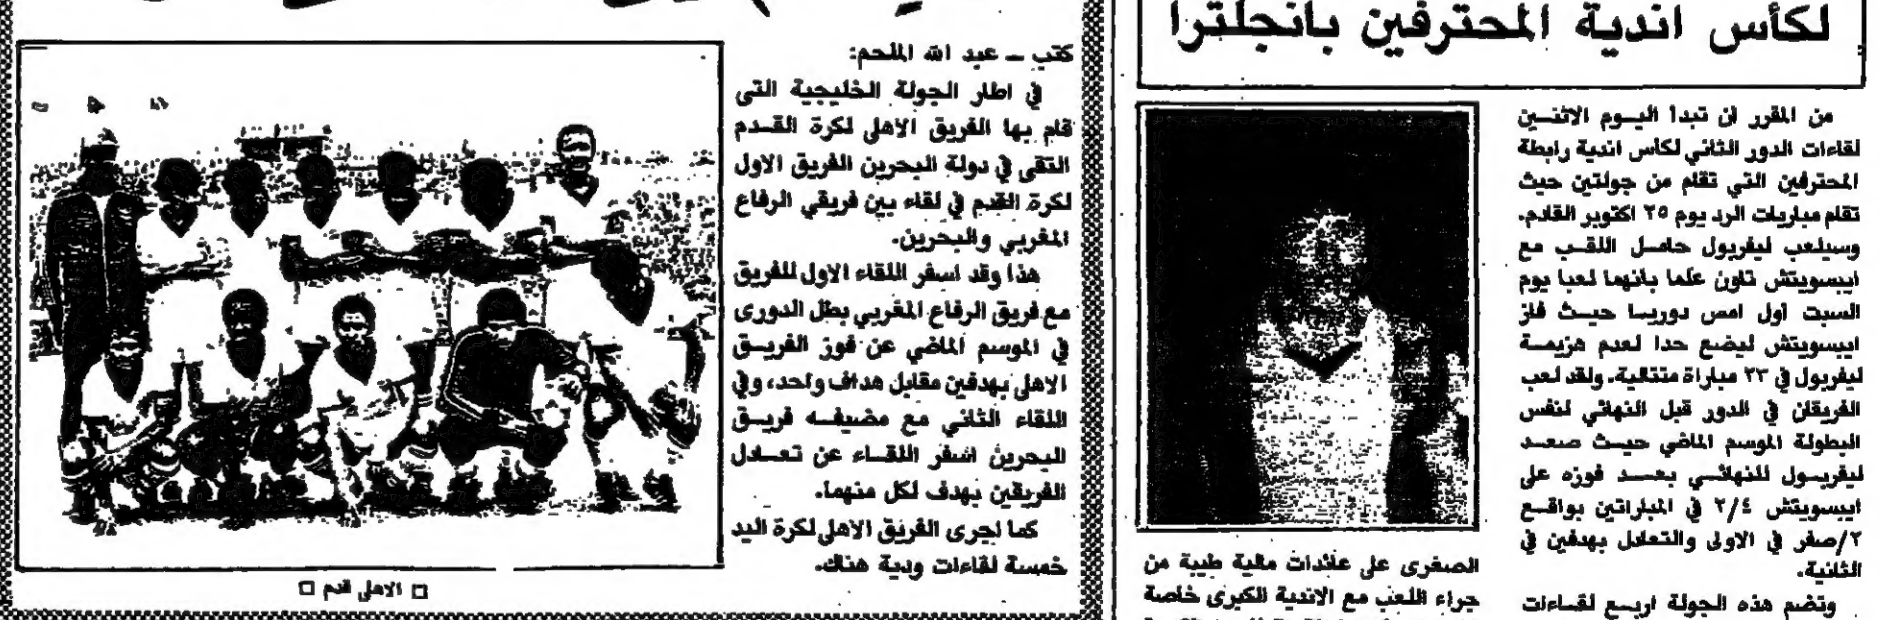 لكأس اندية المحترفين بانجلترا
من المقرر ان تبدأ اليوم الاثنين
لقاءات الدور الثاني لكأس اندية رابطة
المحترفين التي تقام من جولتين حيث
تقام مباريات الرد يوم ٢٥ اكتوبر القادم.
وسيلعب ليفربول حامل اللقب مع
ايبسويتش تاون علما بانهما لعبا يوم
السبت أول امس دوريا حيث فاز
ايبسويتش ليضع حدا لعدم هزيمة
ليفربول في ٢٣ مباراة متتالية. ولقد لعب
الفريقان في الدور قبل النهائي لنفس
البطولة الموسم الماضي حيث صعد
ليفربول للنهائي بعد فوزه على
ايبسويتش ٢/٤ في المباراتين بواقع
٢/صفر في الاولى والتعادل بهدفين في
الثانية.
وتضم هذه الجولة اربع لقاءات
الصغرى على عائدات مالية طيبة من
جراء اللعب مع الاندية الكبرى خاصة
كتب ـ عبد الله الملحم:
في اطار الجولة الخليجية التى
قام بها الفريق الاهلى لكرة القدم
التقى في دولة البحرين الفريق الاول
لكرة القدم في لقاء بين فريقي الرفاع
المغربي والبحرين.
هذا وقد اسفر اللقاء الاول للفريق
مع فريق الرفاع المغربي بطل الدورى
في الموسم الماضي عن فوز الفريق
الاهلى بهدفين مقابل هداف واحد، وفي
اللقاء الثاني مع مضيفه فريق
البحرين اسفر اللقاء عن تعادل
الفريقين بهدف لكل منهما.
كما اجرى الفريق الاهلى لكرة اليد
خمسة لقاءات ودية هناك.
□ الاهلى قدم □